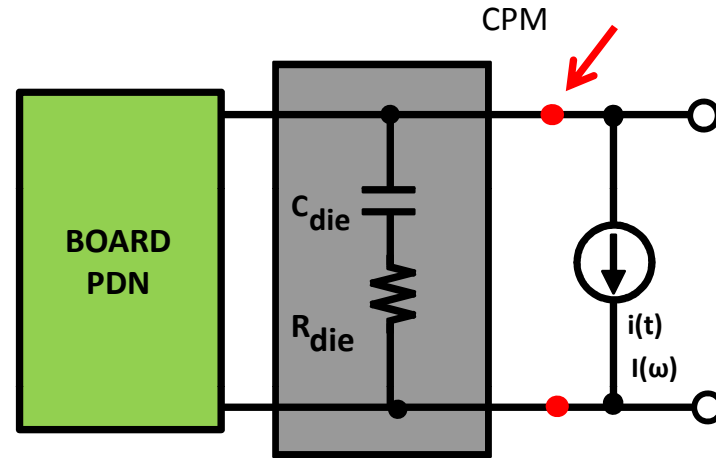 CPM
BOARD
PDN
Cdie
Rdie
i(t)
I(ω)